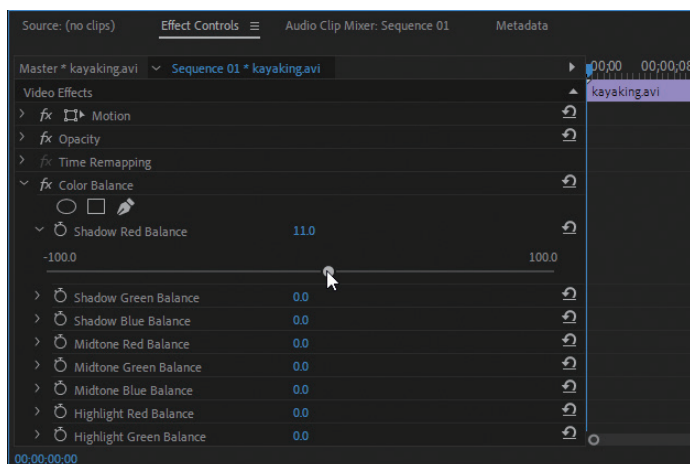 Source: (no clips) Effect Controls Audio Clip Mixer: Sequence 01 Metadata
Master * kayaking.avi Sequence 01 * kayaking.avi 00;00 00;00;08
Video Effects kayaking.avi
fx Motion
fx Opacity
fx Time Remapping
fx Color Balance
Shadow Red Balance 11.0
-100.0 100.0
Shadow Green Balance 0.0
Shadow Blue Balance 0.0
Midtone Red Balance 0.0
Midtone Green Balance 0.0
Midtone Blue Balance 0.0
Highlight Red Balance 0.0
Highlight Green Balance 0.0
00;00;00;00